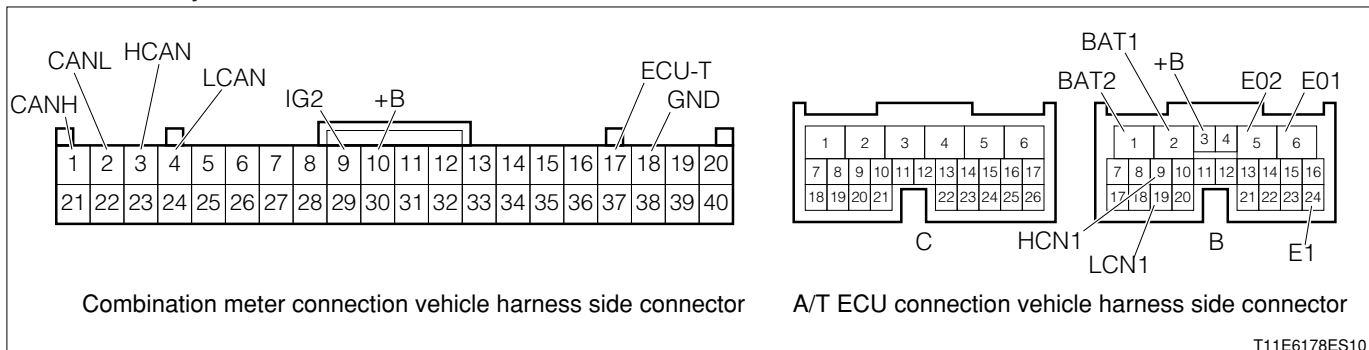 CANH CANL HCAN LCAN IG2 +B ECU-T GND
1 2 3 4 5 6 7 8 9 10 11 12 13 14 15 16 17 18 19 20
21 22 23 24 25 26 27 28 29 30 31 32 33 34 35 36 37 38 39 40
Combination meter connection vehicle harness side connector
1 2 3 4 5 6
7 8 9 10 11 12 13 14 15 16 17
18 19 20 21 22 23 24 25 26
C
BAT2 BAT1 +B E02 E01
1 2 3 4 5 6
7 8 9 10 11 12 13 14 15 16
17 18 19 20 21 22 23 24
HCN1 LCN1 B E1
A/T ECU connection vehicle harness side connector
T11E6178ES10